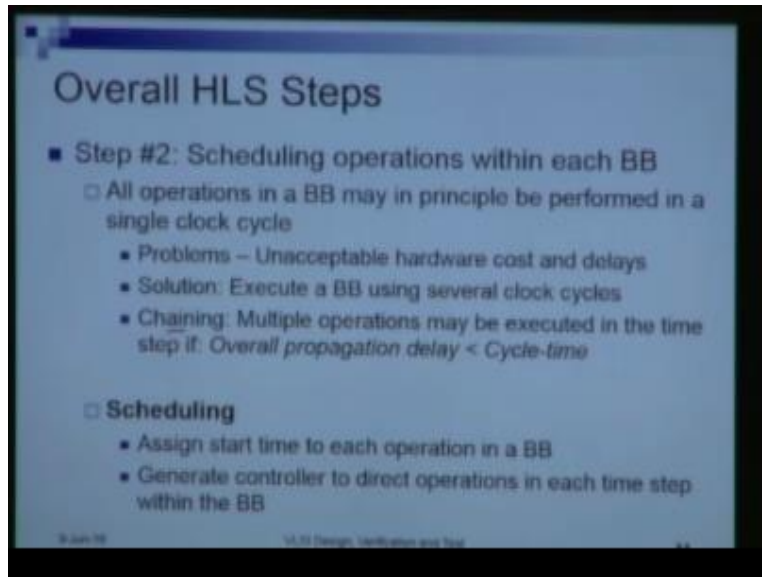 Overall HLS Steps
Step #2: Scheduling operations within each BB
All operations in a BB may in principle be performed in a
single clock cycle
Problems – Unacceptable hardware cost and delays
Solution: Execute a BB using several clock cycles
Chaining: Multiple operations may be executed in the time
step if: Overall propagation delay < Cycle-time
Scheduling
Assign start time to each operation in a BB
Generate controller to direct operations in each time step
within the BB
VLSI Design, Verification and Test